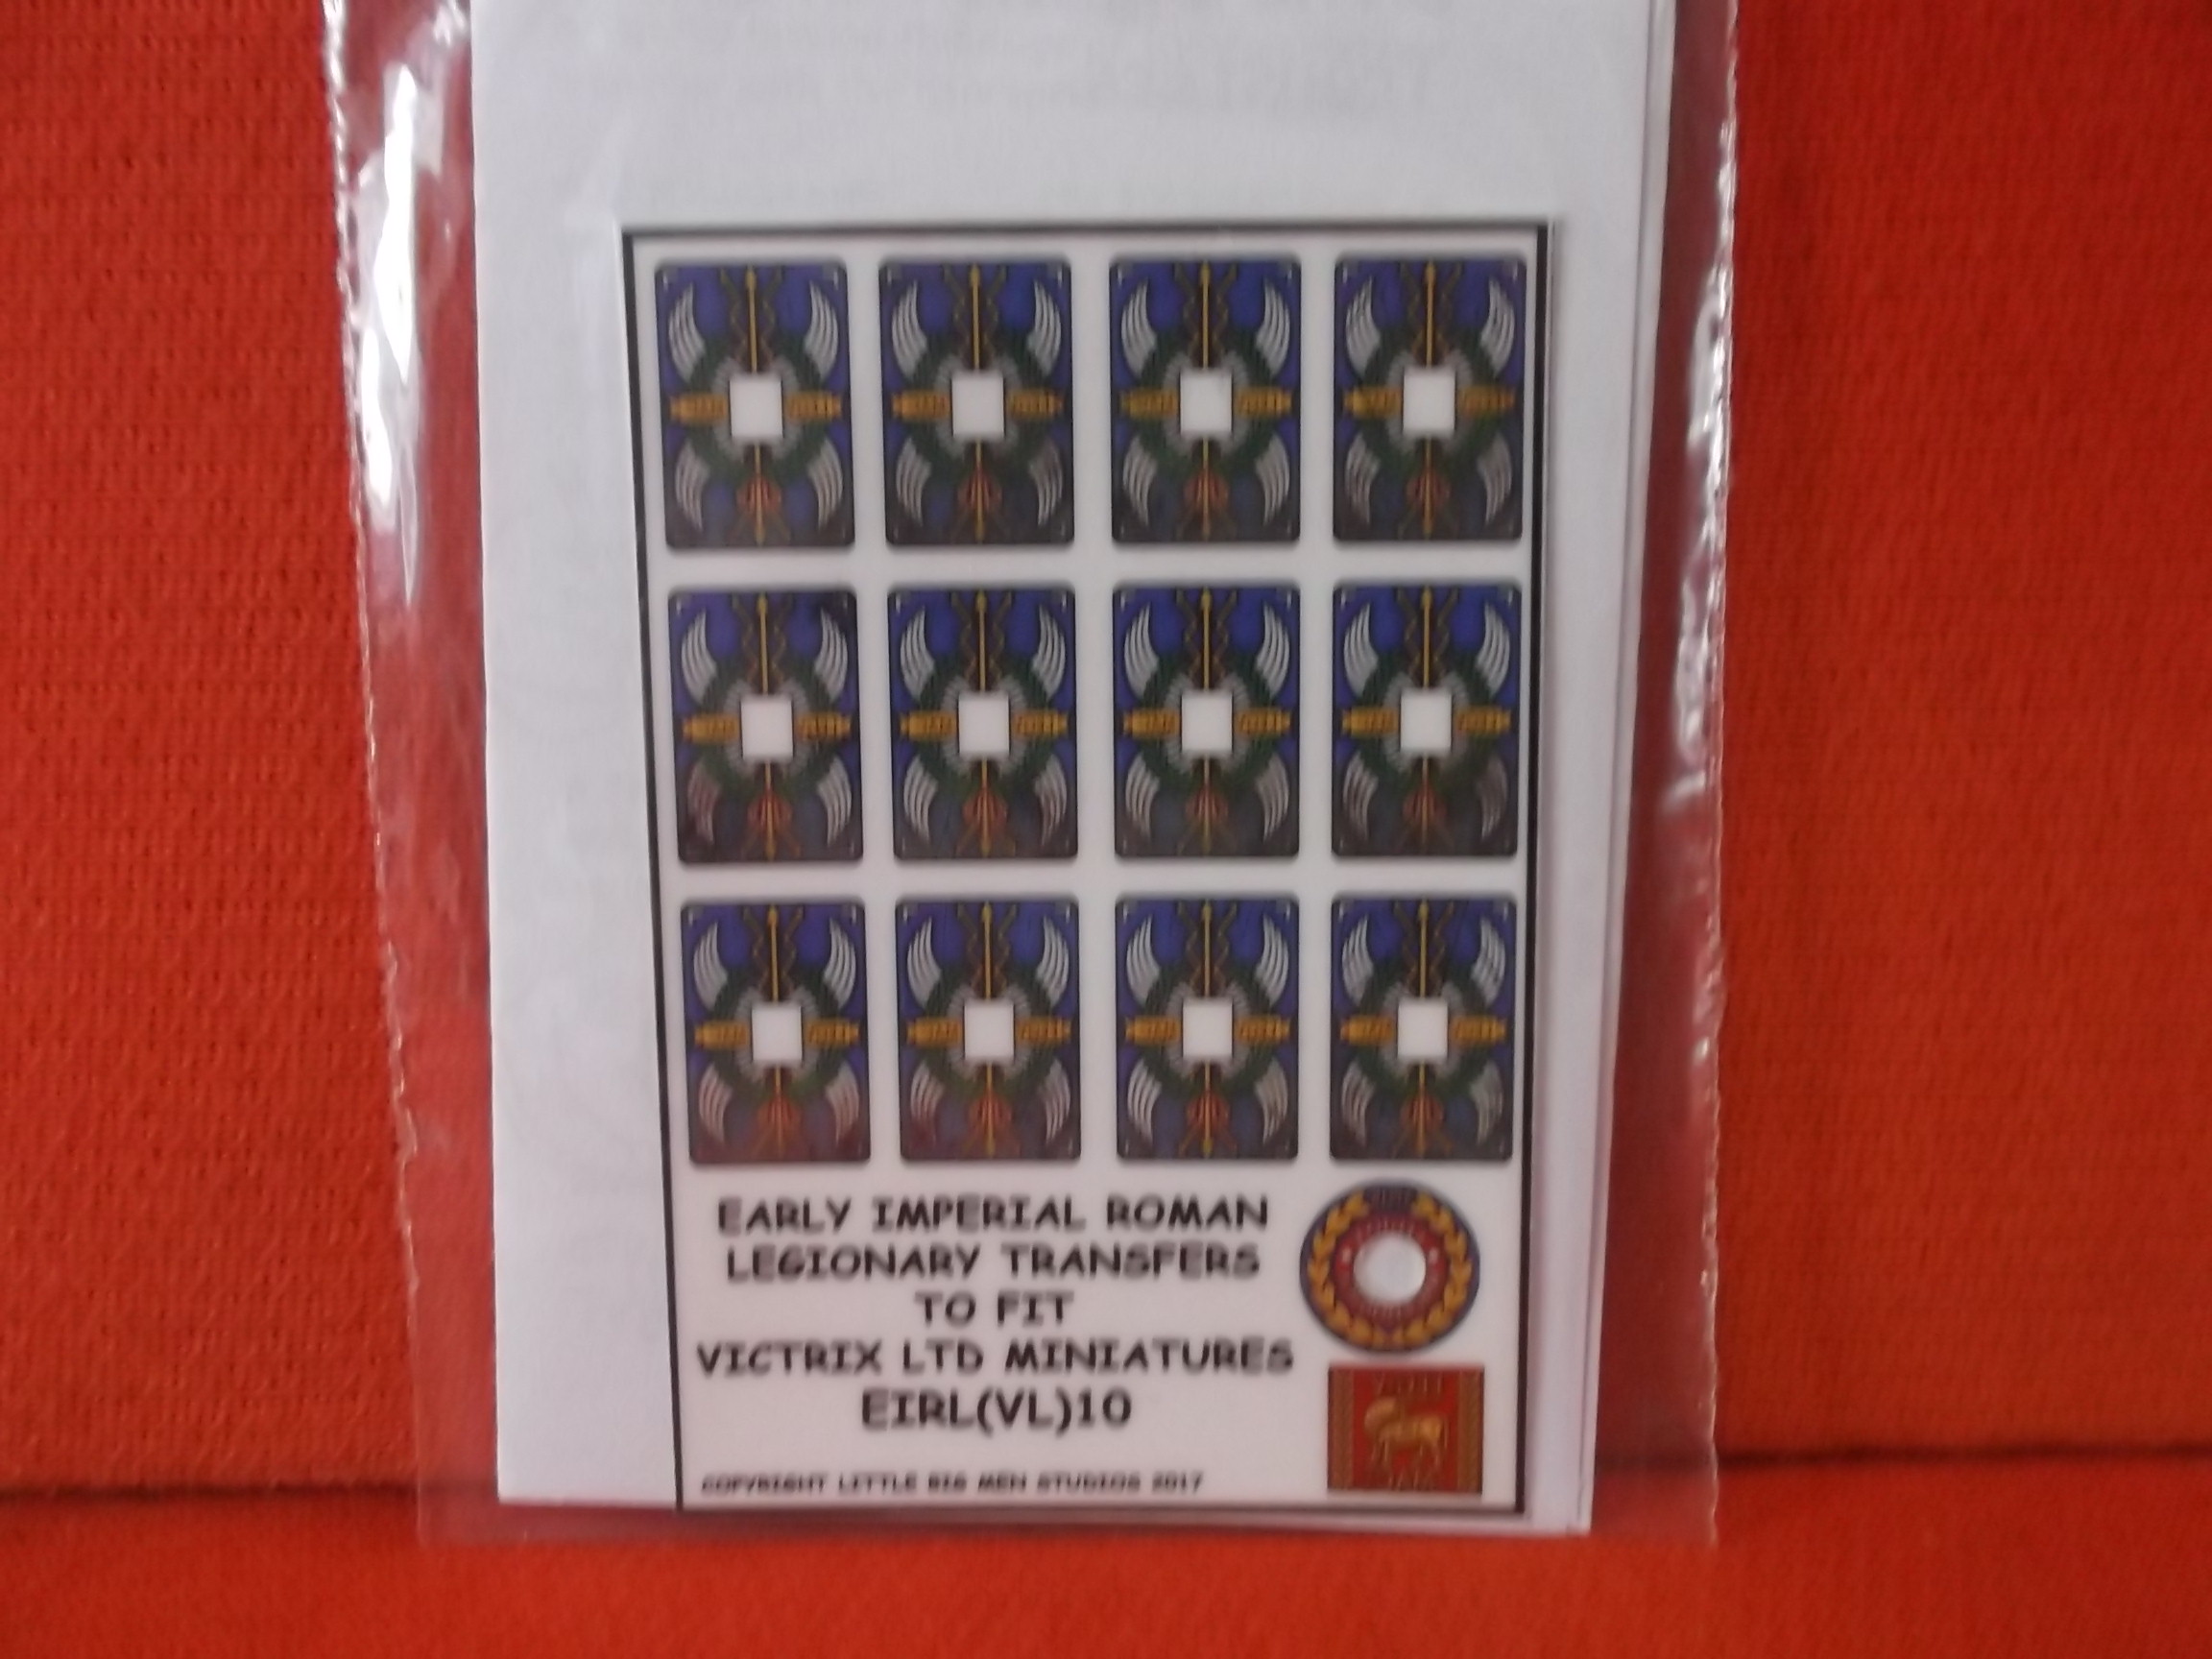 EARLY IMPERIAL ROMAN
LEGIONARY TRANSFERS
TO FIT
VICTRIX LTD MINIATURES
EIRL(VL)10
COPYRIGHT LITTLE BIG MEN STUDIOS 2017